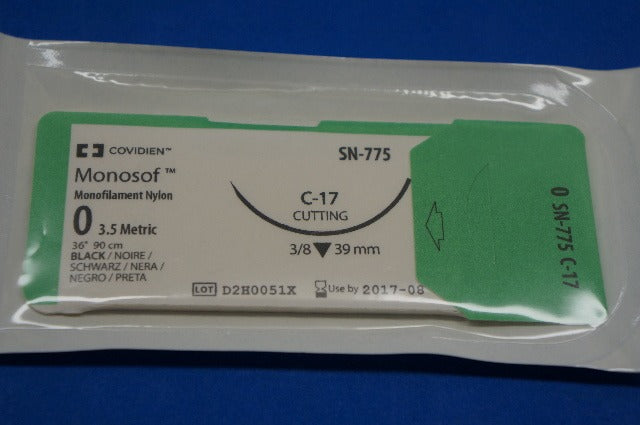 COVIDIEN™
Monosof™
Monofilament Nylon
0 3.5 Metric
36" 90 cm
BLACK / NOIRE /
SCHWARZ / NERA /
NEGRO / PRETA
SN-775
C-17
CUTTING
3/8 ▼ 39 mm
LOT D2H0051X Use by 2017-08
0 SN-775 C-17